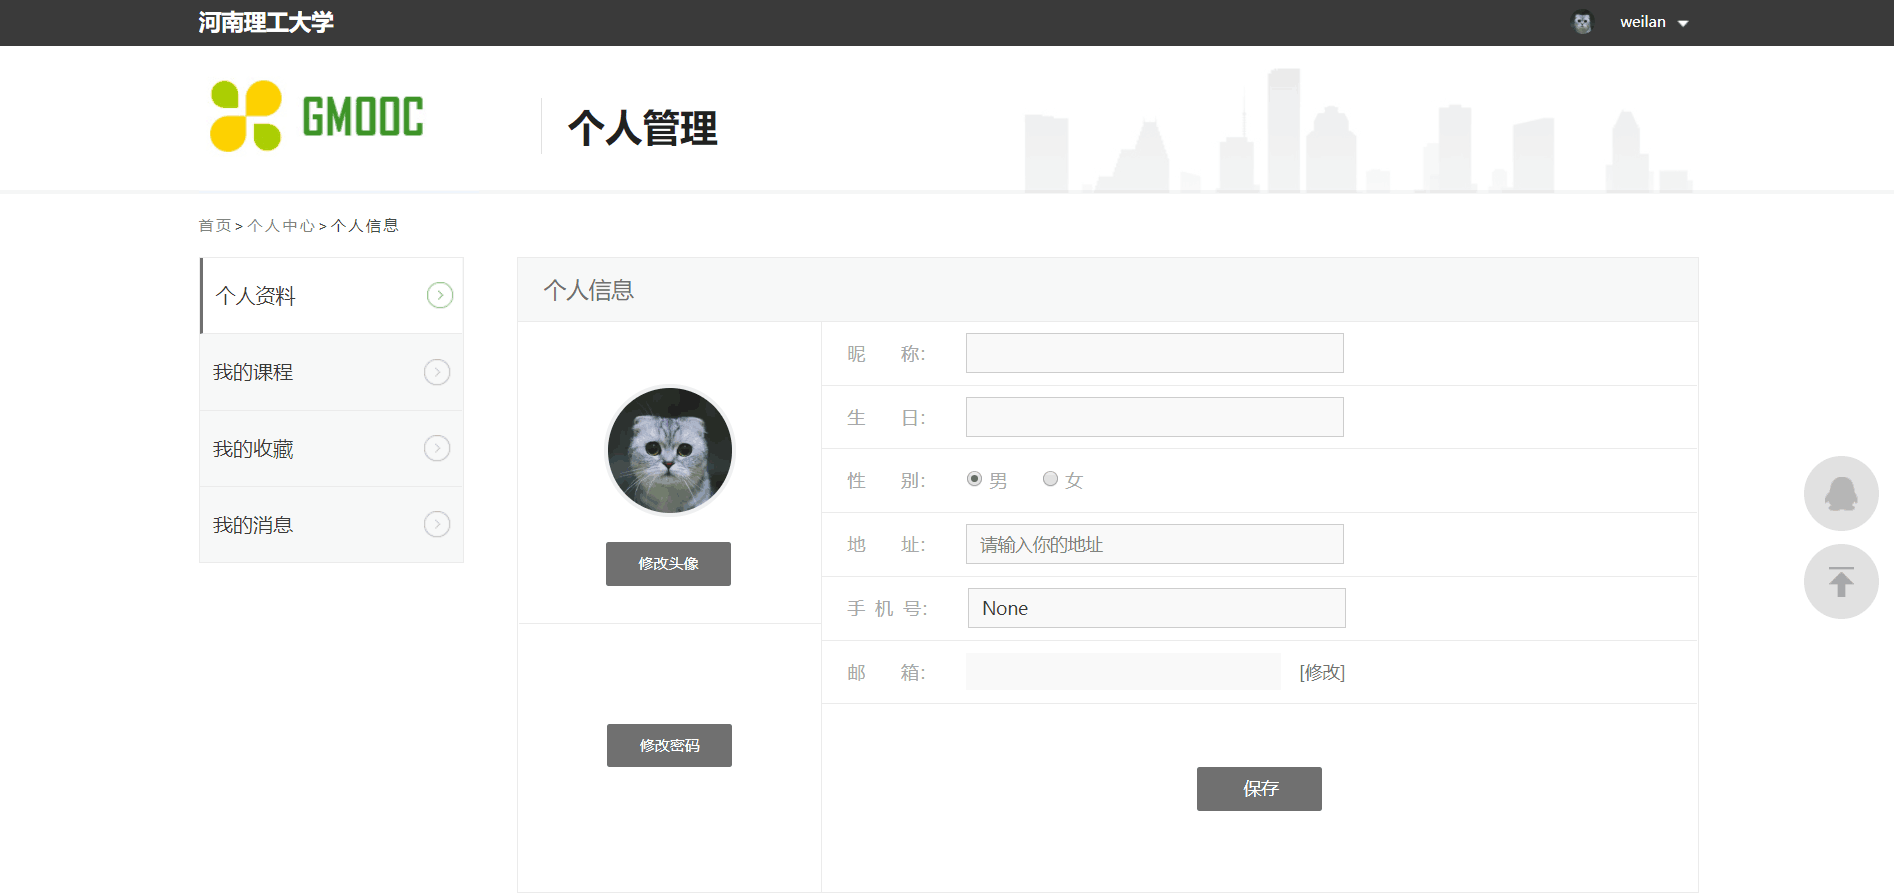 河南理工大学
weilan
GMOOC
个人管理
首页>个人中心>个人信息
个人资料
我的课程
我的收藏
我的消息
个人信息
修改头像
修改密码
昵 称：
生 日：
性 别： 男 女
地 址： 请输入你的地址
手 机 号： None
邮 箱： [修改]
保存